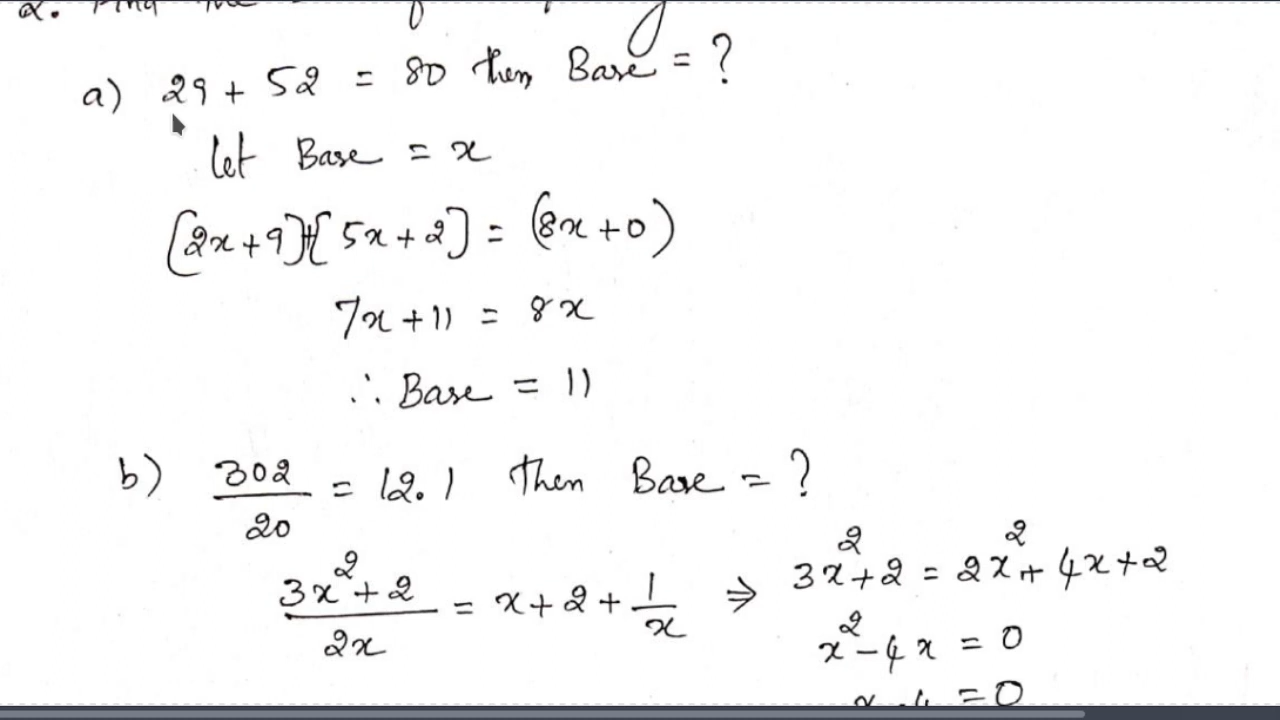 2.
a) 29 + 52 = 80 then Base = ?
let Base = x
[2x+9]+[5x+2] = (8x+0)
7x+11 = 8x
∴ Base = 11
b) 302/20 = 12.1 Then Base = ?
(3x²+2)/2x = x+2+1/x ⇒ 3x²+2 = 2x²+4x+2
x²-4x = 0